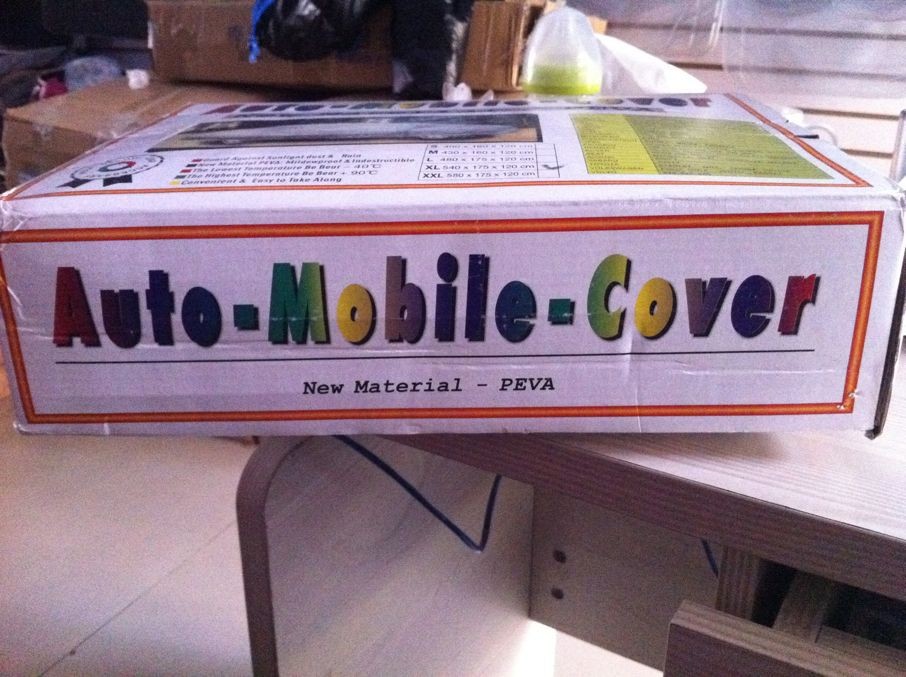 Auto-Mobile-Cover
Guard Against Sunlight dust & Rain
New Material PEVA: Mildewproof & Indestructible
The Lowest Temperature Be Bear - 40℃
The Highest Temperature Be Bear + 90℃
Convenient & Easy to Take Along
S
M 430 x 160 x 120 cm
L 480 x 175 x 120 cm
XL 540 x 175 x 120 cm
XXL 580 x 175 x 120 cm
Auto-Mobile-Cover
New Material - PEVA